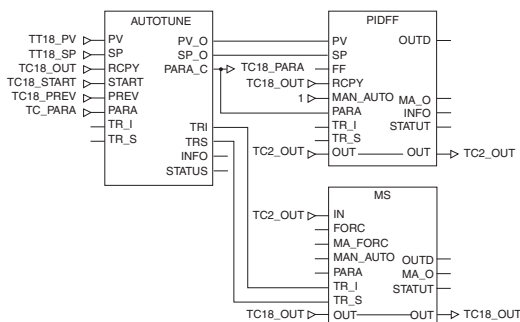 AUTOTUNE
TT18_PV PV PV_O
TT18_SP SP SP_O
TC18_OUT RCPY PARA_C TC18_PARA
TC18_START START
TC18_PREV PREV
TC_PARA PARA
TR_I TRI
TR_S TRS
INFO
STATUS
PIDFF
PV OUTD
SP
FF
TC18_OUT RCPY
1 MAN_AUTO MA_O
PARA INFO
TR_I STATUT
TR_S
TC2_OUT OUT OUT TC2_OUT
MS
TC2_OUT IN
FORC
MA_FORC
MAN_AUTO OUTD
PARA MA_O
TR_I STATUT
TR_S
TC18_OUT OUT OUT TC18_OUT